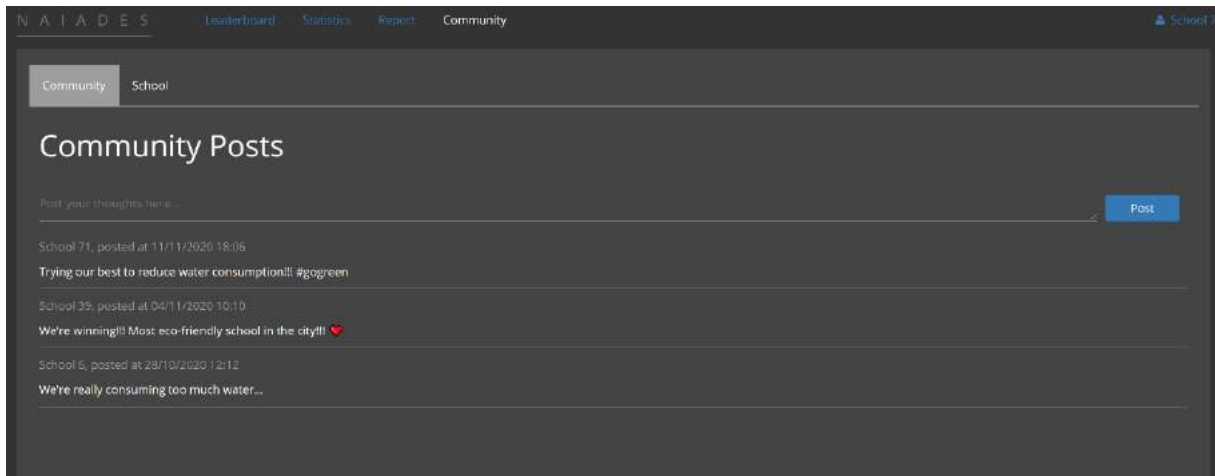 NAIADES Leaderboard Statistics Report Community School 7
Community School
Community Posts
Post your thoughts here...
Post
School 71, posted at 11/11/2020 18:06
Trying our best to reduce water consumption!!! #gogreen
School 39, posted at 04/11/2020 10:10
We're winning!!! Most eco-friendly school in the city!!! ❤
School 6, posted at 28/10/2020 12:12
We're really consuming too much water...